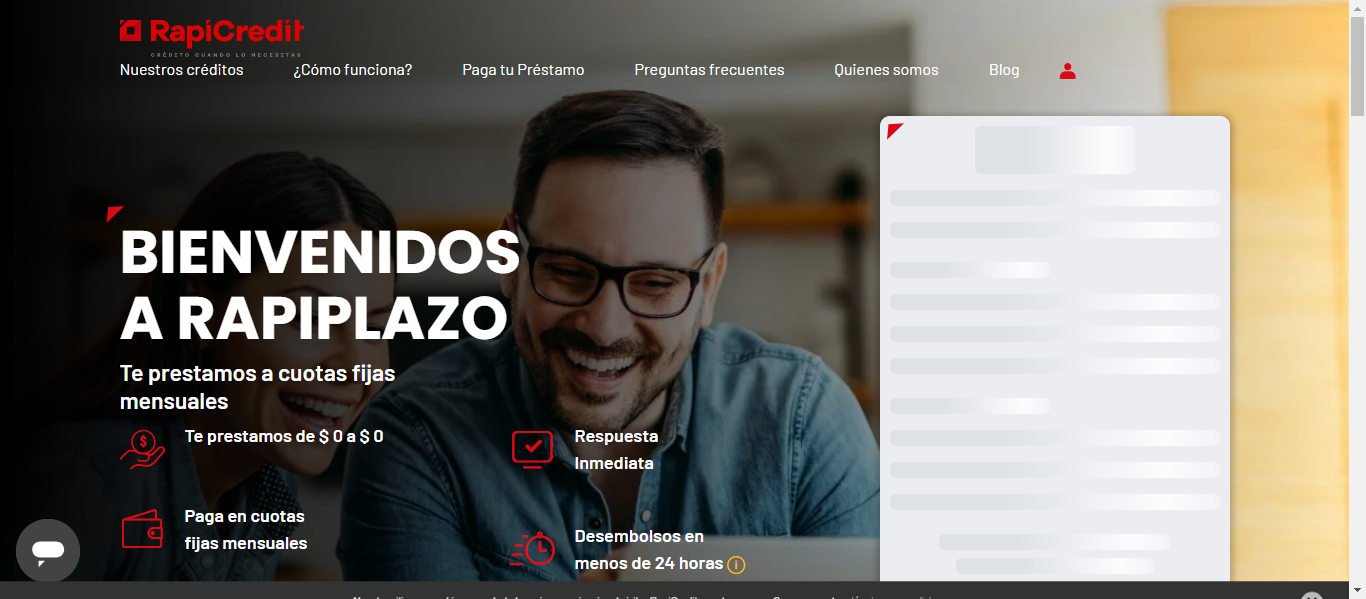 RapiCredit
CRÉDITO CUANDO LO NECESITAS
Nuestros créditos
¿Cómo funciona?
Paga tu Préstamo
Preguntas frecuentes
Quienes somos
Blog
BIENVENIDOS
A RAPIPLAZO
Te prestamos a cuotas fijas
mensuales
Te prestamos de $ 0 a $ 0
Respuesta
Inmediata
Paga en cuotas
fijas mensuales
Desembolsos en
menos de 24 horas